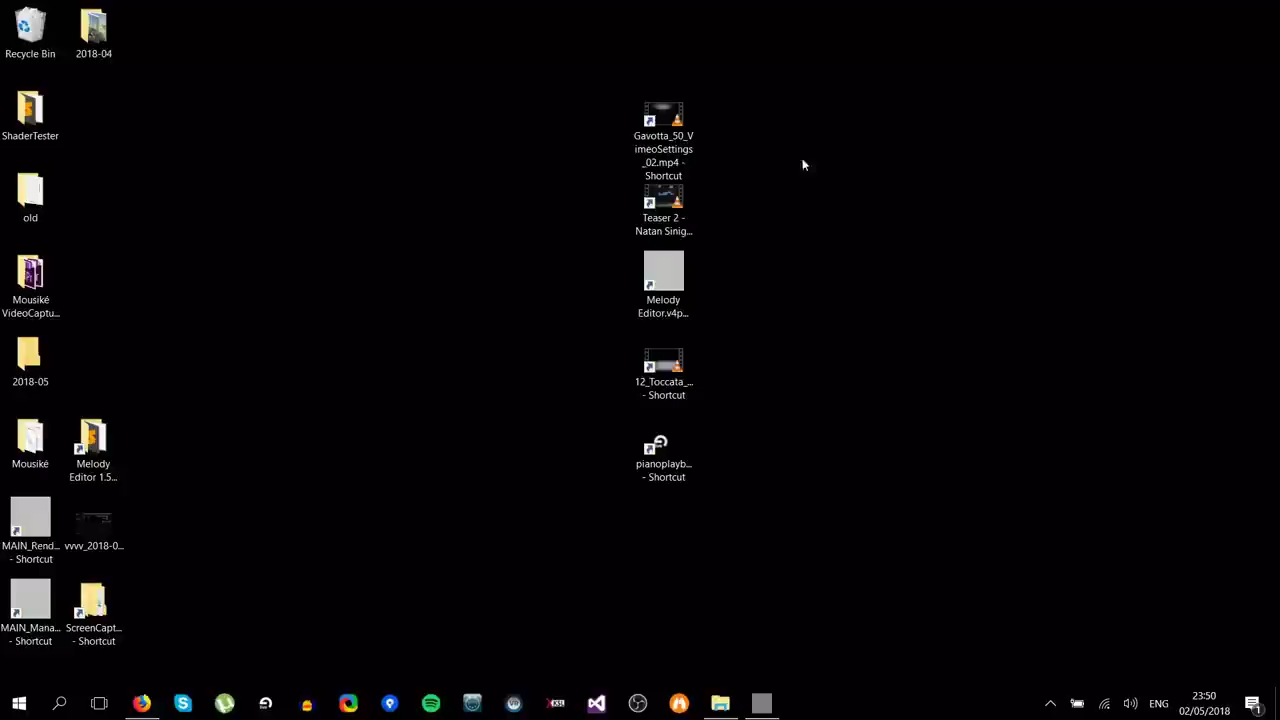 Recycle Bin
2018-04
ShaderTester
old
Mousiké
VideoCaptu...
2018-05
Mousiké
Melody
Editor 1.5...
MAIN_Rend...
- Shortcut
vvvv_2018-0...
MAIN_Mana...
- Shortcut
ScreenCapt...
- Shortcut
Gavotta_50_V
imeoSettings
_02.mp4 -
Shortcut
Teaser 2 -
Natan Sinig...
Melody
Editor.v4p...
12_Toccata_...
- Shortcut
pianoplayb...
- Shortcut
ENG
23:50
02/05/2018
1